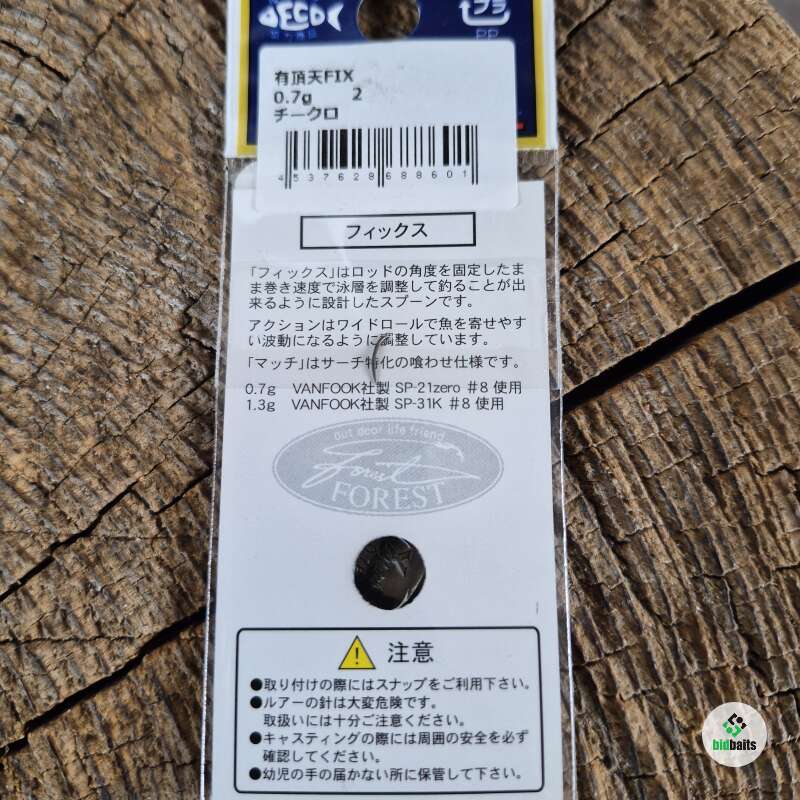 ECO
プラ
PP
有頂天FIX
0.7g 2
チークロ
4537628688601
フィックス
「フィックス」はロッドの角度を固定したま
ま巻き速度で泳層を調整して釣ることが出
来るように設計したスプーンです。
アクションはワイドロールで魚を寄せやす
い波動になるように調整しています。
「マッチ」はサーチ特化の喰わせ仕様です。
0.7g VANFOOK社製 SP-21zero #8 使用
1.3g VANFOOK社製 SP-31K #8 使用
out door life friend
Forest
FOREST
注意
●取り付けの際にはスナップをご利用下さい。
●ルアーの針は大変危険です。
取扱いには十分ご注意ください。
●キャスティングの際には周囲の安全を必ず
確認してください。
●幼児の手の届かない所に保管して下さい。
bidbaits